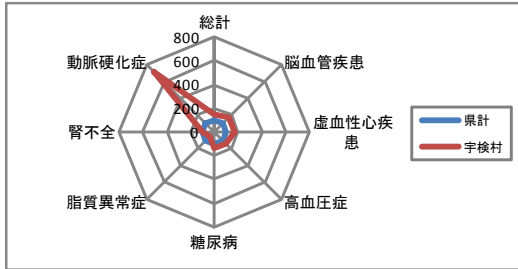 総計
脳血管疾患
虚血性心疾
患
高血圧症
糖尿病
脂質異常症
腎不全
動脈硬化症
800
600
400
200
0
県計
宇検村